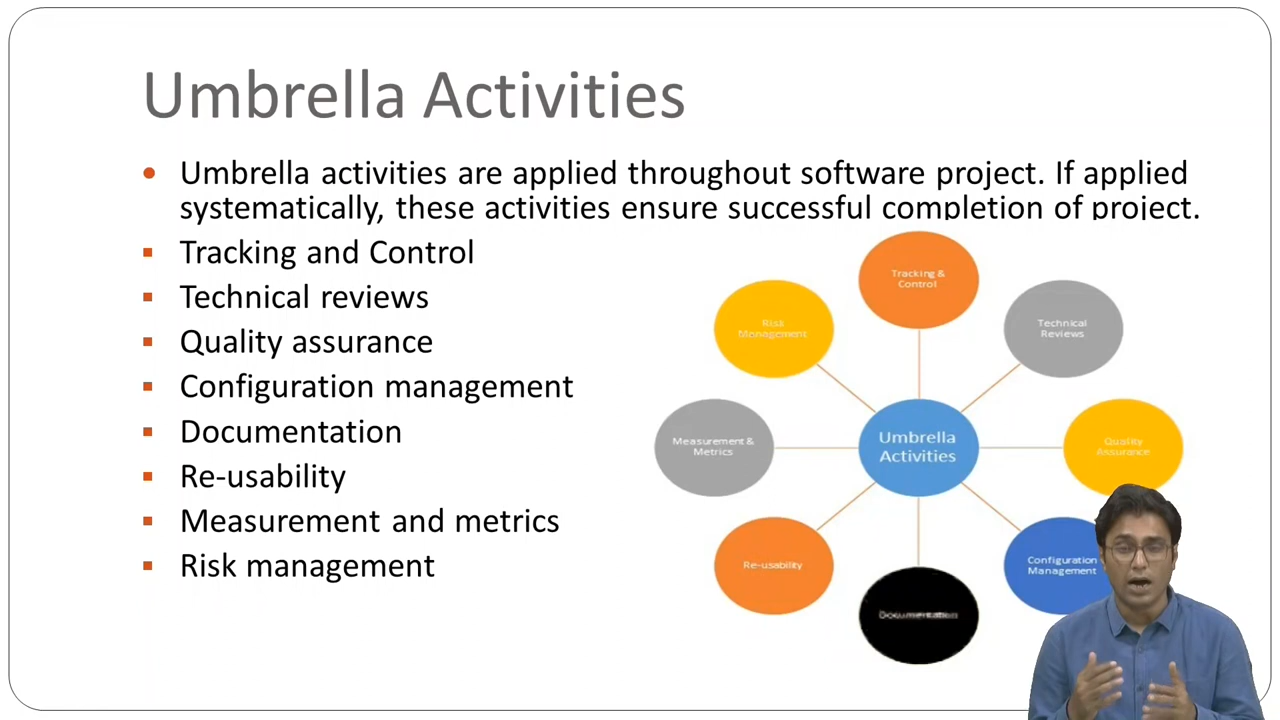 Umbrella Activities
• Umbrella activities are applied throughout software project. If applied
systematically, these activities ensure successful completion of project.
▪ Tracking and Control
▪ Technical reviews
▪ Quality assurance
▪ Configuration management
▪ Documentation
▪ Re-usability
▪ Measurement and metrics
▪ Risk management
Tracking &
Control
Technical
Reviews
Quality
Assurance
Configuration
Management
Documentation
Re-usability
Measurement &
Metrics
Risk
Management
Umbrella
Activities